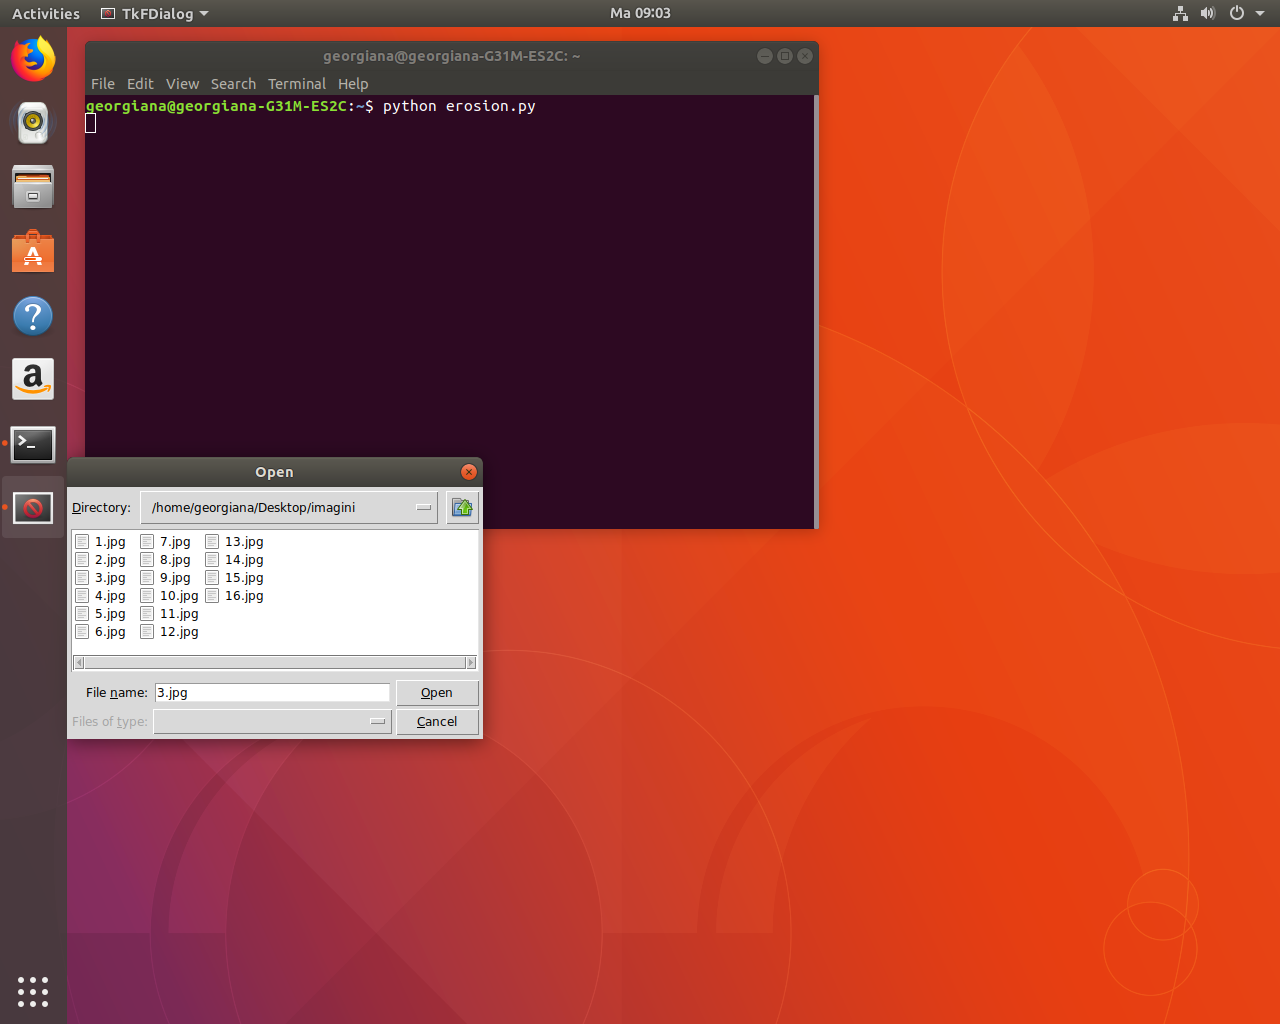 Activities TkFDialog Ma 09:03
georgiana@georgiana-G31M-ES2C: ~
File Edit View Search Terminal Help
georgiana@georgiana-G31M-ES2C:~$ python erosion.py
Open
Directory: /home/georgiana/Desktop/imagini
1.jpg 7.jpg 13.jpg
2.jpg 8.jpg 14.jpg
3.jpg 9.jpg 15.jpg
4.jpg 10.jpg 16.jpg
5.jpg 11.jpg
6.jpg 12.jpg
File name: 3.jpg Open
Files of type: Cancel